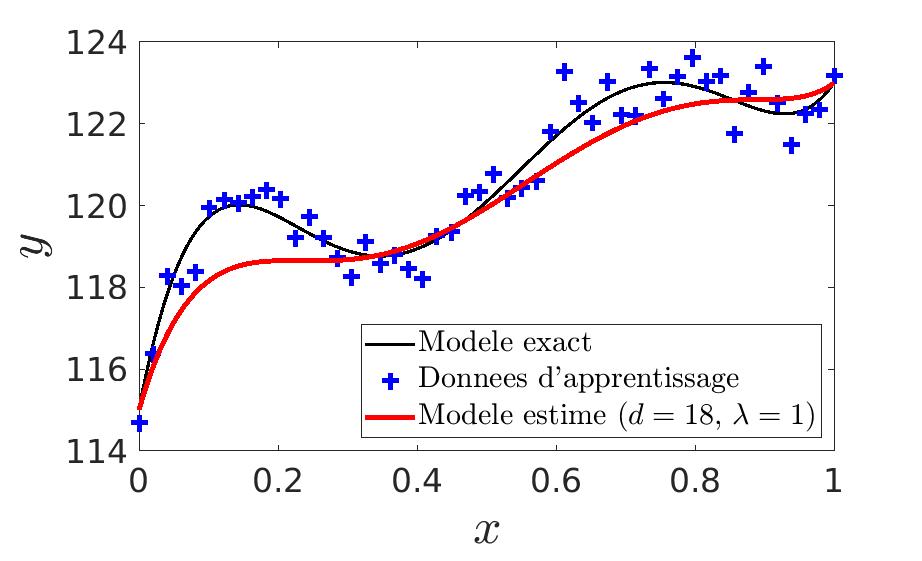 124
122
120
118
116
114
y
Modele exact
Donnees d'apprentissage
Modele estime (d = 18, λ = 1)
0 0.2 0.4 0.6 0.8 1
x